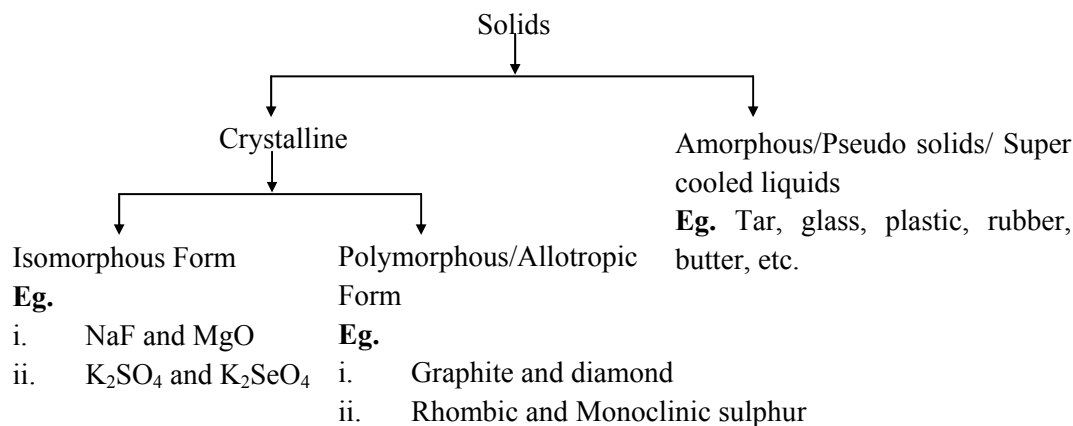 Solids
Crystalline
Amorphous/Pseudo solids/ Super
cooled liquids
Eg. Tar, glass, plastic, rubber,
butter, etc.
Isomorphous Form
Eg.
i. NaF and MgO
ii. K₂SO₄ and K₂SeO₄
Polymorphous/Allotropic
Form
Eg.
i. Graphite and diamond
ii. Rhombic and Monoclinic sulphur